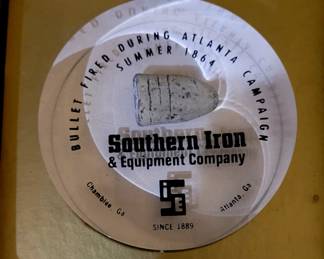 BULLET FIRED DURING ATLANTA CAMPAIGN
SUMMER 1864
Southern Iron
& Equipment Company
Chamblee, Ga
Atlanta, Ga
SINCE 1889